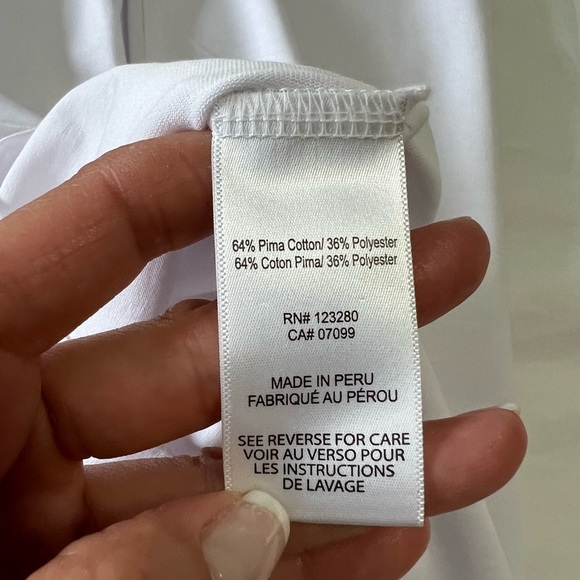 64% Pima Cotton/ 36% Polyester
64% Coton Pima/ 36% Polyester
RN# 123280
CA# 07099
MADE IN PERU
FABRIQUÉ AU PÉROU
SEE REVERSE FOR CARE
VOIR AU VERSO POUR
LES INSTRUCTIONS
DE LAVAGE